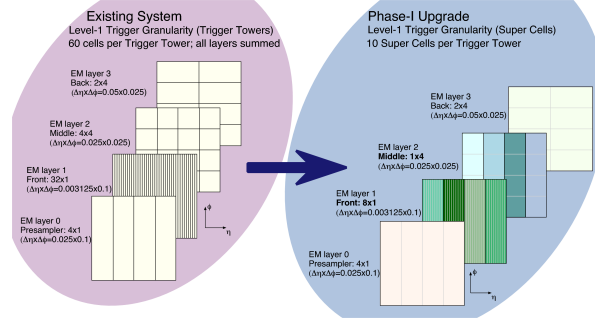 Existing System
Level-1 Trigger Granularity (Trigger Towers)
60 cells per Trigger Tower; all layers summed
EM layer 3
Back: 2x4
(ΔηxΔϕ=0.05x0.025)
EM layer 2
Middle: 4x4
(ΔηxΔϕ=0.025x0.025)
EM layer 1
Front: 32x1
(ΔηxΔϕ=0.003125x0.1)
EM layer 0
Presampler: 4x1
(ΔηxΔϕ=0.025x0.1)
ϕ
η
Phase-I Upgrade
Level-1 Trigger Granularity (Super Cells)
10 Super Cells per Trigger Tower
EM layer 3
Back: 2x4
(ΔηxΔϕ=0.05x0.025)
EM layer 2
Middle: 1x4
(ΔηxΔϕ=0.025x0.025)
EM layer 1
Front: 8x1
(ΔηxΔϕ=0.003125x0.1)
EM layer 0
Presampler: 4x1
(ΔηxΔϕ=0.025x0.1)
ϕ
η